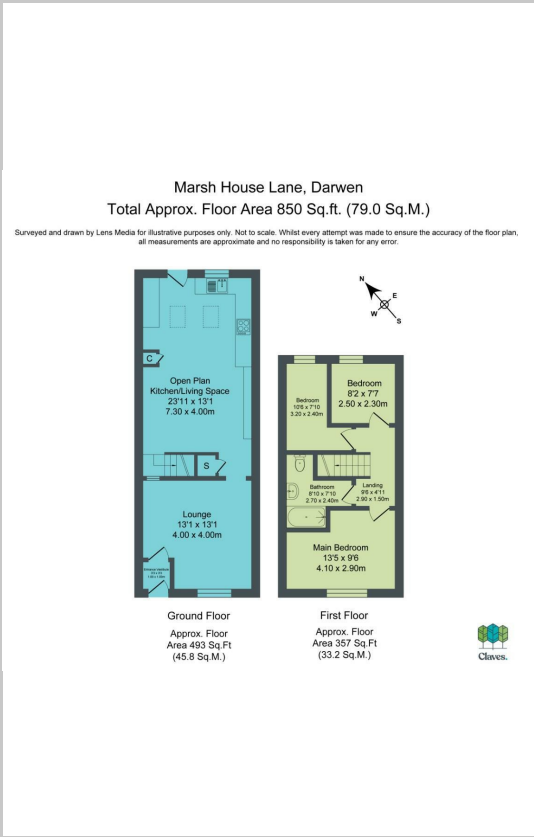 Marsh House Lane, Darwen
Total Approx. Floor Area 850 Sq.ft. (79.0 Sq.M.)
Surveyed and drawn by Lens Media for illustrative purposes only. Not to scale. Whilst every attempt was made to ensure the accuracy of the floor plan,
all measurements are approximate and no responsibility is taken for any error.
N
E
W
S
C
Open Plan
Kitchen/Living Space
23'11 x 13'1
7.30 x 4.00m
S
Lounge
13'1 x 13'1
4.00 x 4.00m
Bedroom
10'6 x 7'10
3.20 x 2.40m
Bedroom
8'2 x 7'7
2.50 x 2.30m
Bathroom
8'10 x 7'10
2.70 x 2.40m
Landing
9'6 x 4'11
2.90 x 1.50m
Main Bedroom
13'5 x 9'6
4.10 x 2.90m
Ground Floor
Approx. Floor
Area 493 Sq.Ft
(45.8 Sq.M.)
First Floor
Approx. Floor
Area 357 Sq.Ft
(33.2 Sq.M.)
Claves.